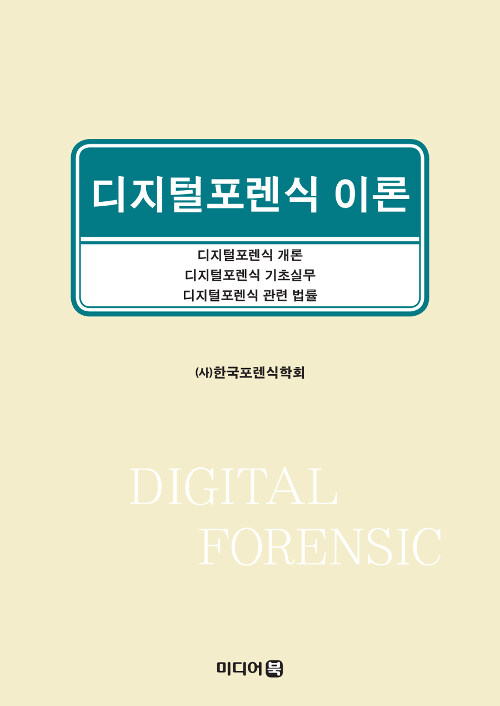 디지털포렌식 이론
디지털포렌식 개론
디지털포렌식 기초실무
디지털포렌식 관련 법률
(사)한국포렌식학회
DIGITAL
FORENSIC
미디어북